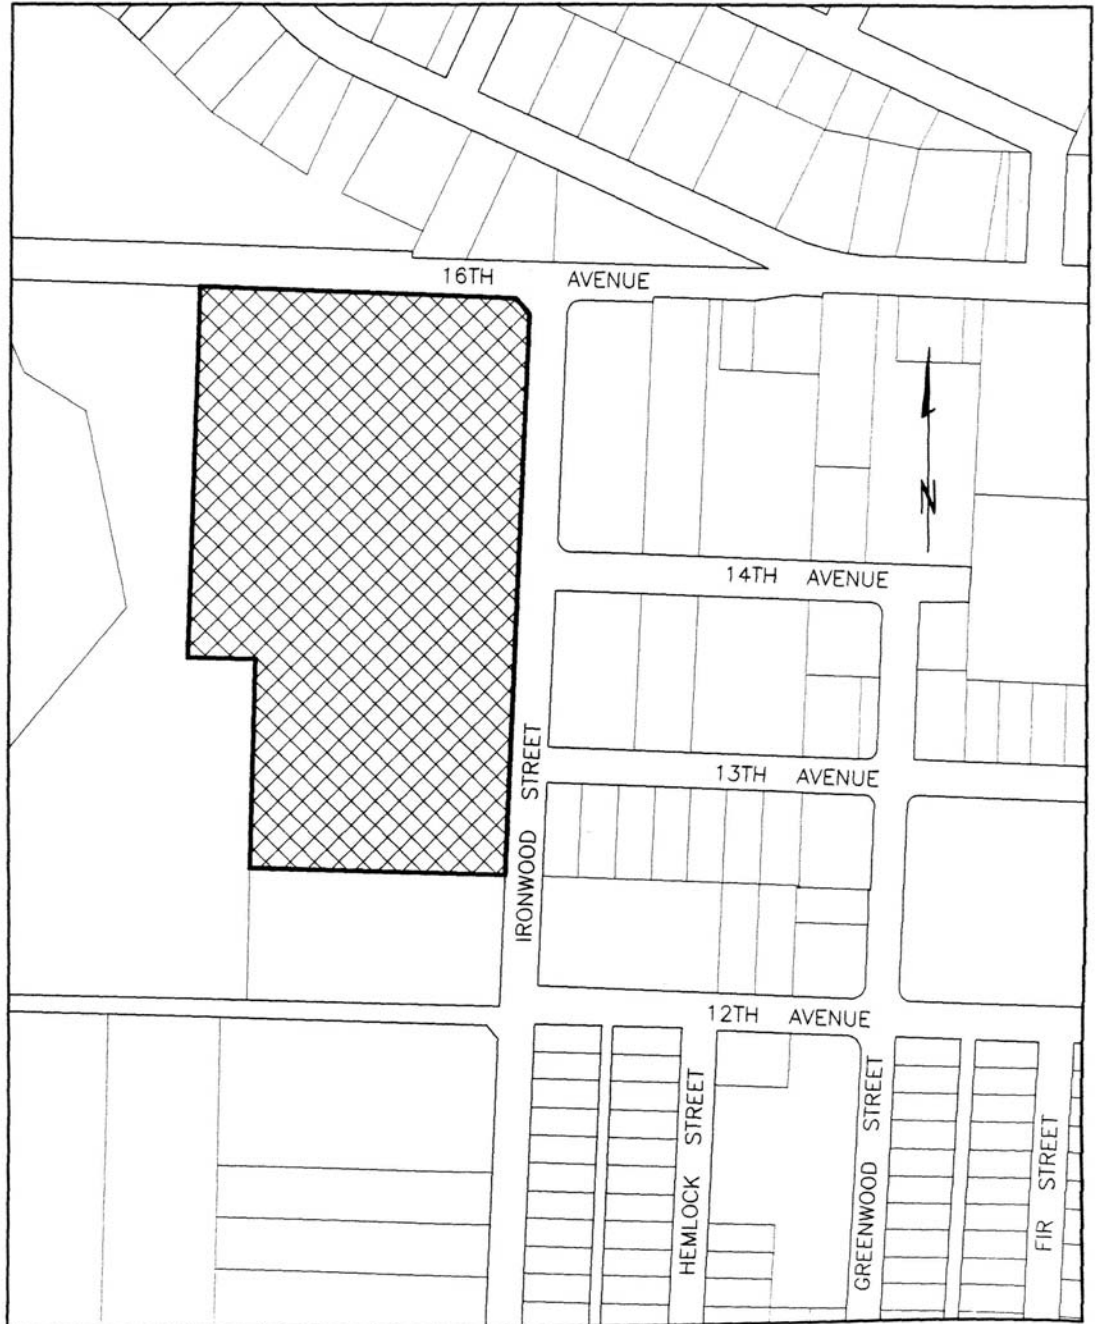 16TH AVENUE
N
14TH AVENUE
13TH AVENUE
IRONWOOD STREET
12TH AVENUE
HEMLOCK STREET
GREENWOOD STREET
FIR STREET